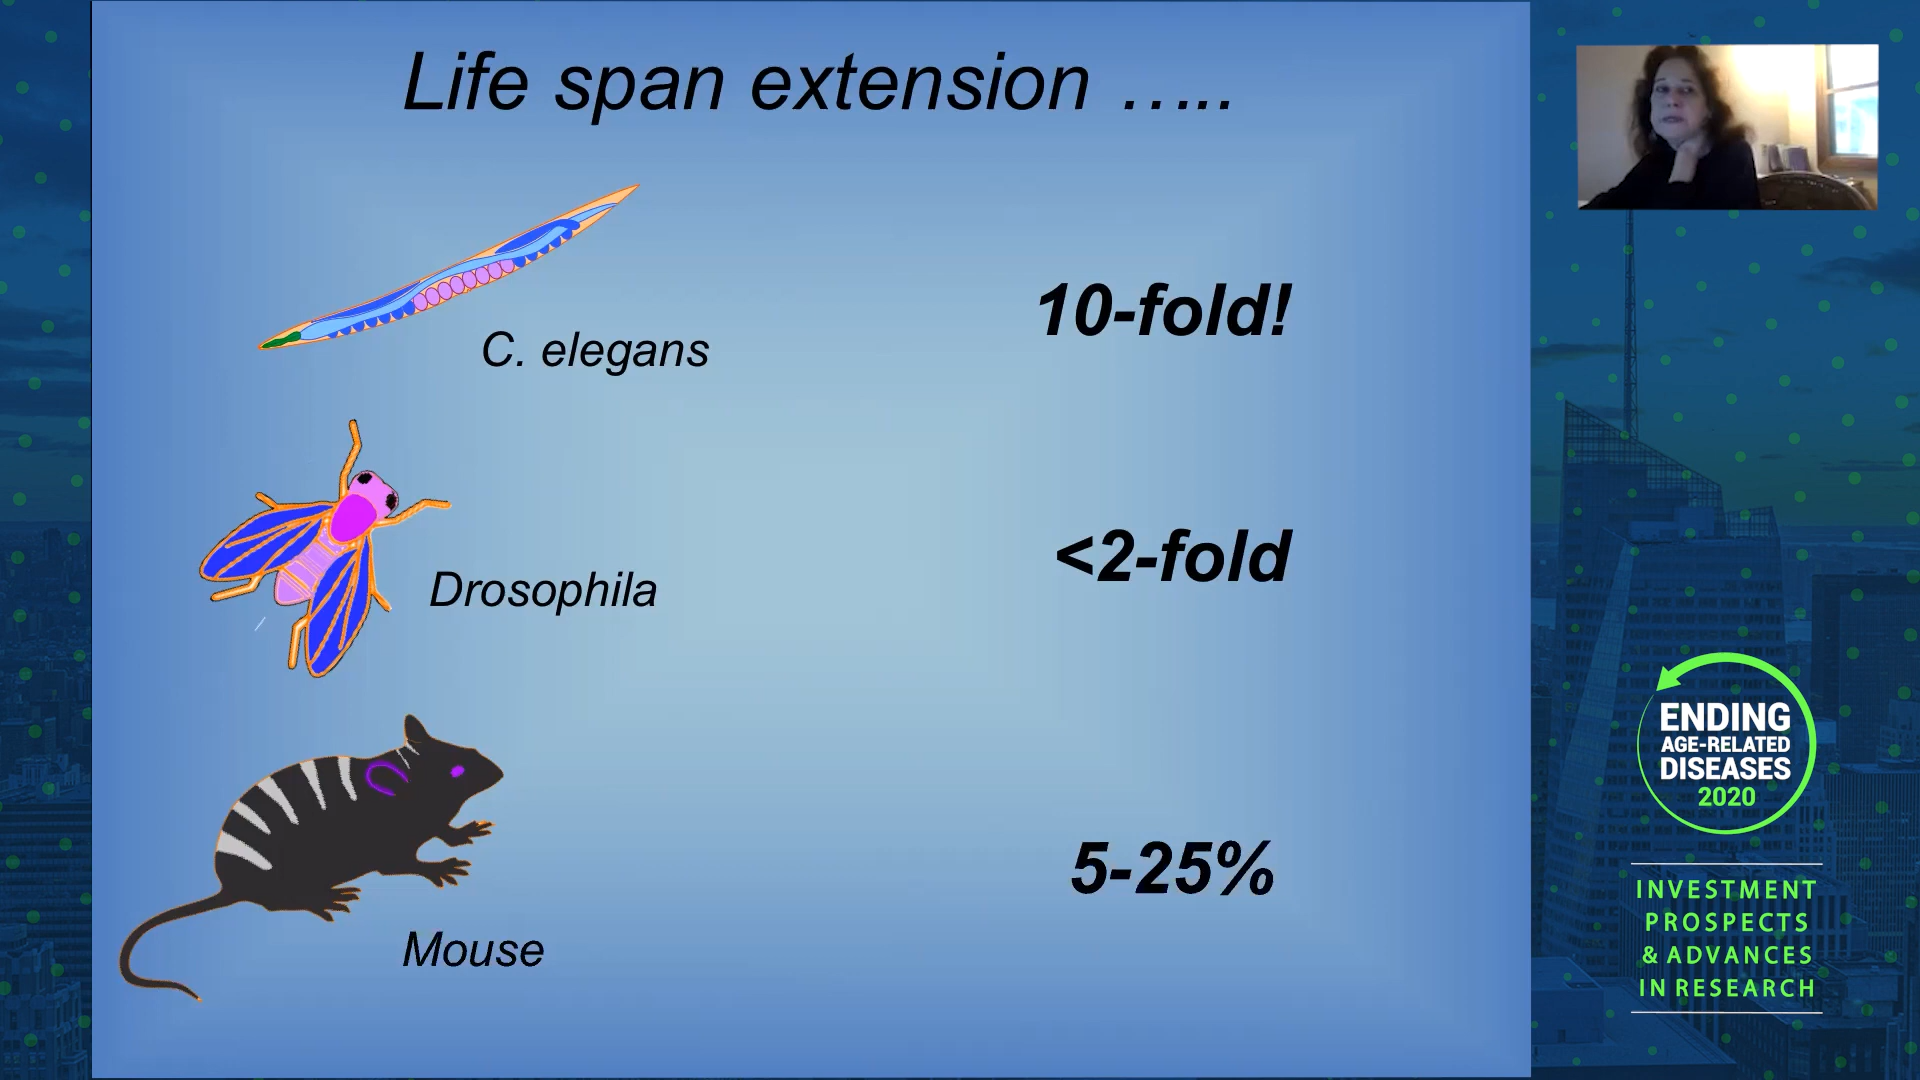 Life span extension …..
C. elegans
10-fold!
Drosophila
<2-fold
Mouse
5-25%
ENDING
AGE-RELATED
DISEASES
2020
INVESTMENT
PROSPECTS
& ADVANCES
IN RESEARCH